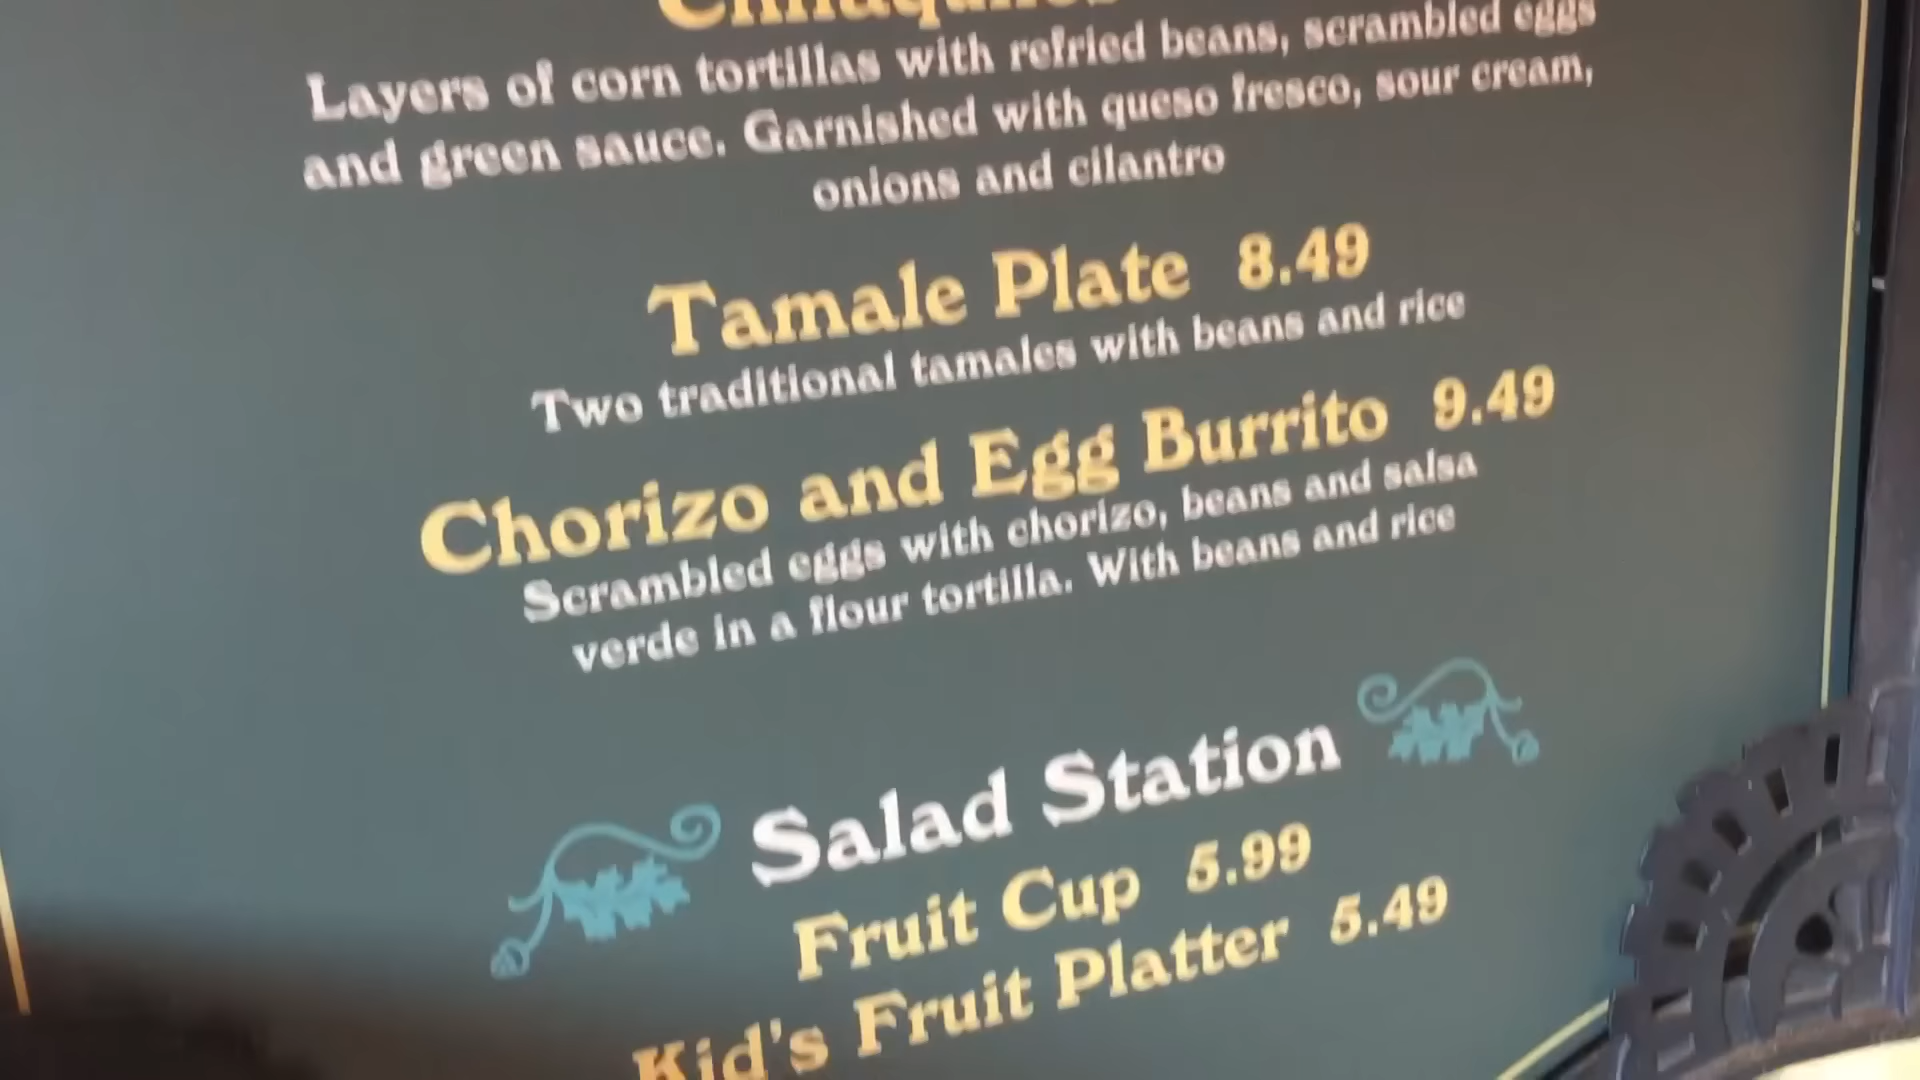 Chilaquiles
Layers of corn tortillas with refried beans, scrambled eggs
and green sauce. Garnished with queso fresco, sour cream,
onions and cilantro
Tamale Plate 8.49
Two traditional tamales with beans and rice
Chorizo and Egg Burrito 9.49
Scrambled eggs with chorizo, beans and salsa
verde in a flour tortilla. With beans and rice
Salad Station
Fruit Cup 5.99
Kid's Fruit Platter 5.49